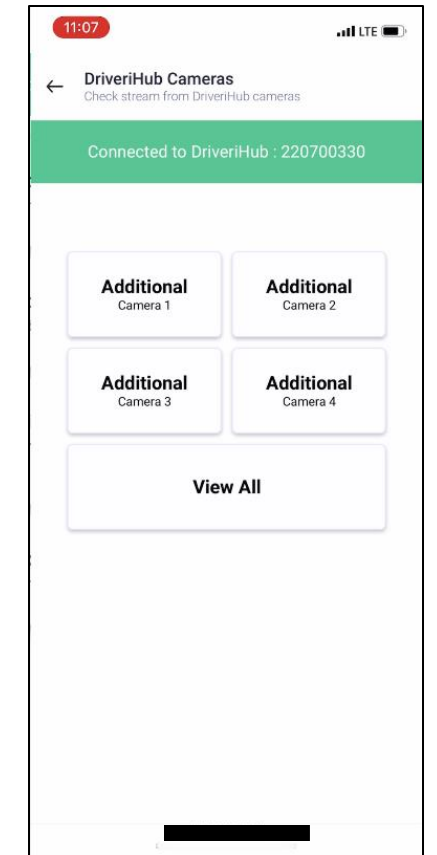 11:07
LTE
DriveriHub Cameras
Check stream from DriveriHub cameras
Connected to DriveriHub : 220700330
Additional
Camera 1
Additional
Camera 2
Additional
Camera 3
Additional
Camera 4
View All